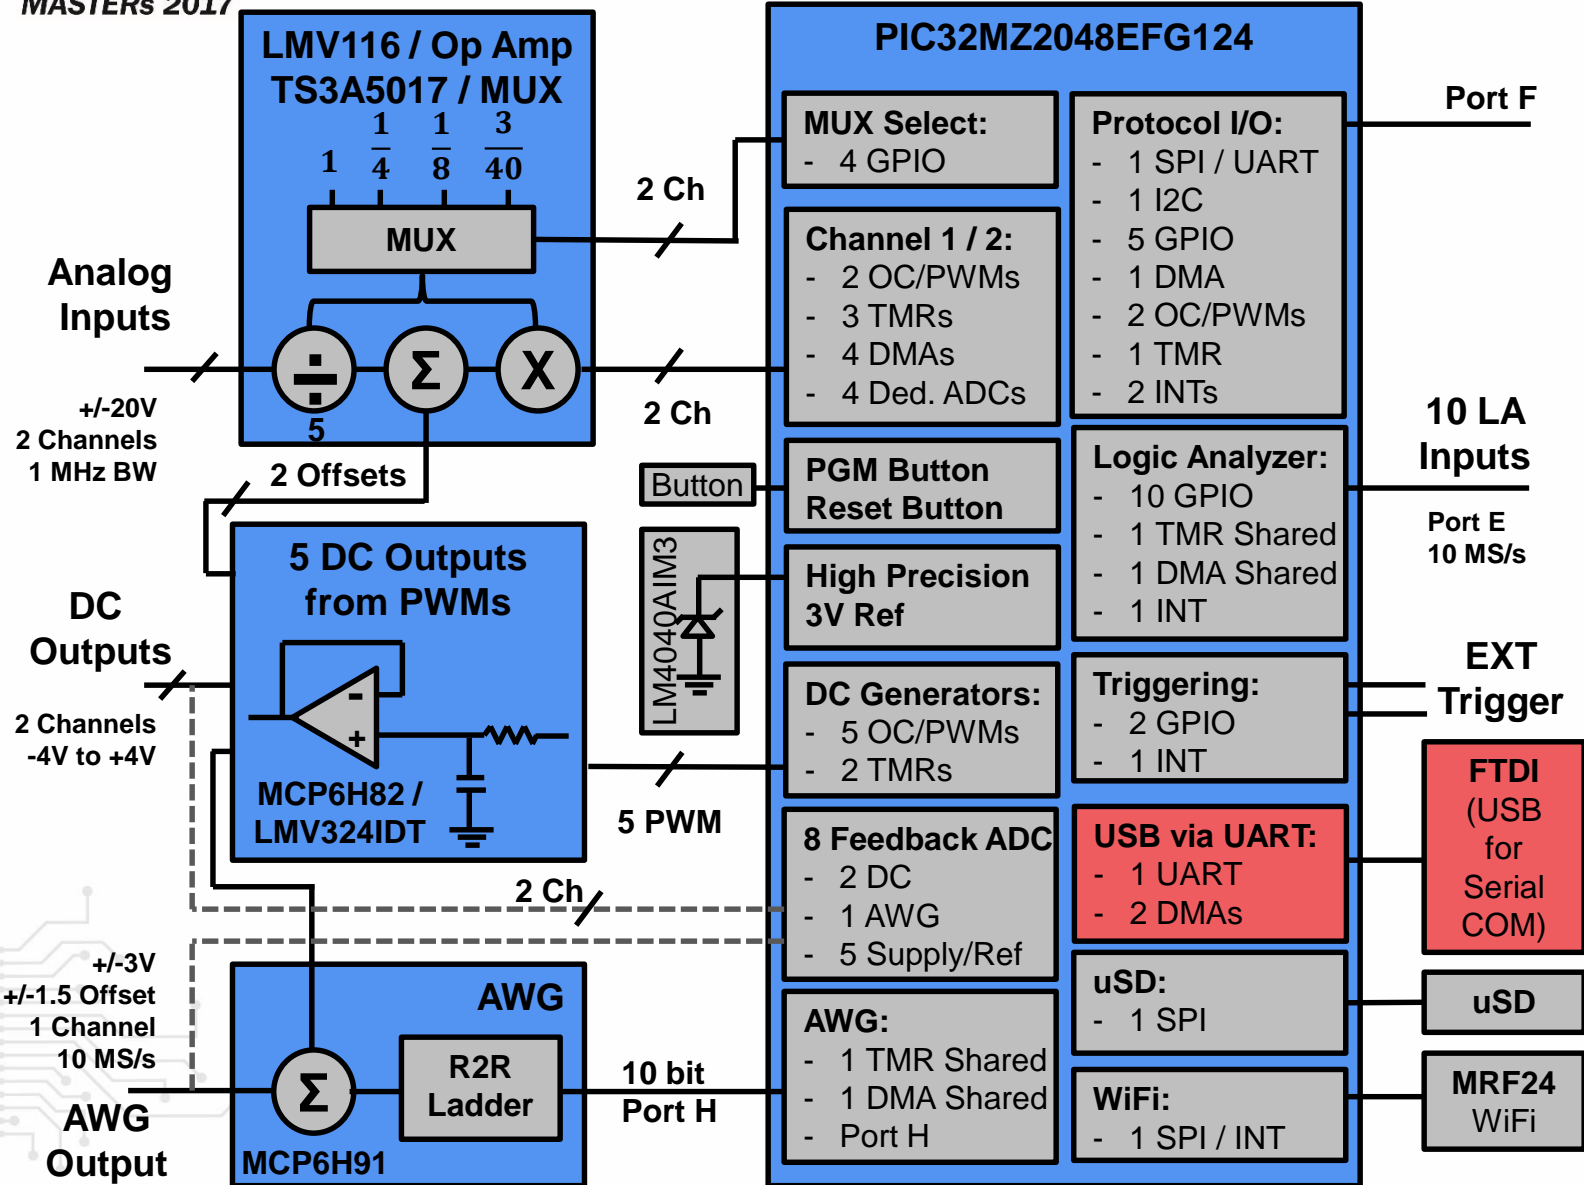 MASTERs 2017
LMV116 / Op Amp
TS3A5017 / MUX
1 1/4 1/8 3/40
MUX
Analog
Inputs
+/-20V
2 Channels
1 MHz BW
÷
5
Σ
X
2 Ch
2 Ch
2 Offsets
5 DC Outputs
from PWMs
-
+
MCP6H82 /
LMV324IDT
DC
Outputs
2 Channels
-4V to +4V
5 PWM
2 Ch
+/-3V
+/-1.5 Offset
1 Channel
10 MS/s
AWG
Output
AWG
Σ
R2R
Ladder
MCP6H91
10 bit
Port H
Button
LM4040AIM3
PIC32MZ2048EFG124
MUX Select:
- 4 GPIO
Channel 1 / 2:
- 2 OC/PWMs
- 3 TMRs
- 4 DMAs
- 4 Ded. ADCs
PGM Button
Reset Button
High Precision
3V Ref
DC Generators:
- 5 OC/PWMs
- 2 TMRs
8 Feedback ADC
- 2 DC
- 1 AWG
- 5 Supply/Ref
AWG:
- 1 TMR Shared
- 1 DMA Shared
- Port H
Protocol I/O:
- 1 SPI / UART
- 1 I2C
- 5 GPIO
- 1 DMA
- 2 OC/PWMs
- 1 TMR
- 2 INTs
Logic Analyzer:
- 10 GPIO
- 1 TMR Shared
- 1 DMA Shared
- 1 INT
Triggering:
- 2 GPIO
- 1 INT
USB via UART:
- 1 UART
- 2 DMAs
uSD:
- 1 SPI
WiFi:
- 1 SPI / INT
Port F
10 LA
Inputs
Port E
10 MS/s
EXT
Trigger
FTDI
(USB
for
Serial
COM)
uSD
MRF24
WiFi